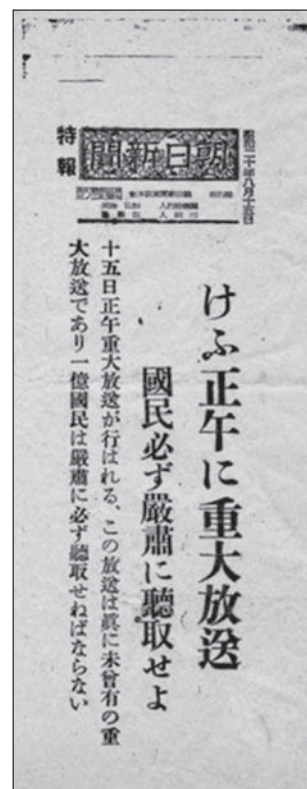 昭和二十年八月十五日
朝日新聞
特報
けふ正午に重大放送
國民必ず嚴肅に聽取せよ
十五日正午重大放送が行はれる、この放送は眞に未曾有の重
大放送であり一億國民は嚴肅に必ず聽取せねばならない